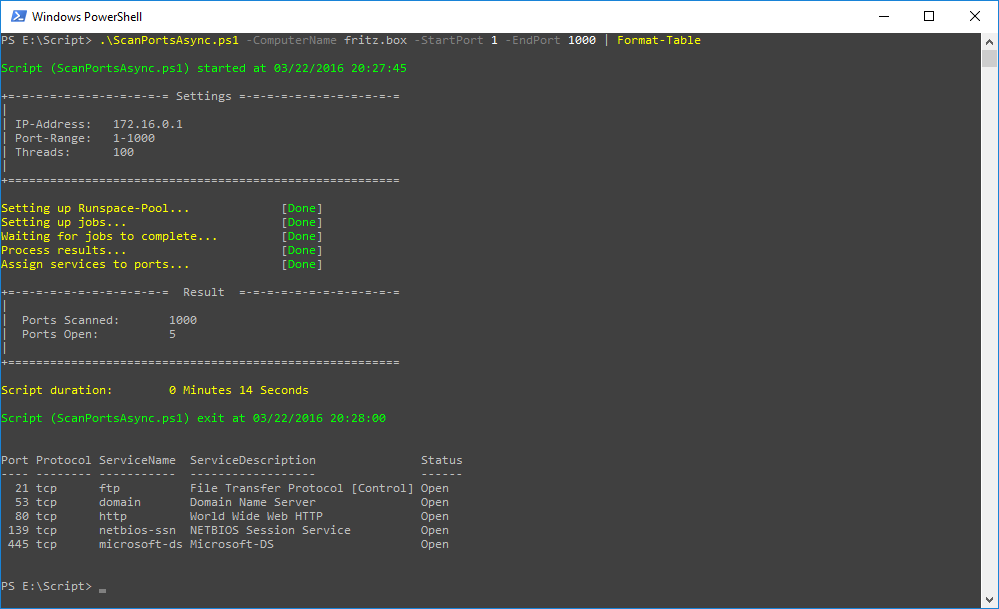 Windows PowerShell
PS E:\Script> .\ScanPortsAsync.ps1 -ComputerName fritz.box -StartPort 1 -EndPort 1000 | Format-Table
Script (ScanPortsAsync.ps1) started at 03/22/2016 20:27:45
+=-=-=-=-=-=-=-=-=-=-=-= Settings =-=-=-=-=-=-=-=-=-=-=-=
|
| IP-Address:   172.16.0.1
| Port-Range:   1-1000
| Threads:      100
|
+========================================================
Setting up Runspace-Pool...             [Done]
Setting up jobs...                      [Done]
Waiting for jobs to complete...         [Done]
Process results...                      [Done]
Assign services to ports...             [Done]
+=-=-=-=-=-=-=-=-=-=-=-=  Result  =-=-=-=-=-=-=-=-=-=-=-=
|
|  Ports Scanned:       1000
|  Ports Open:          5
|
+========================================================
Script duration:        0 Minutes 14 Seconds
Script (ScanPortsAsync.ps1) exit at 03/22/2016 20:28:00
Port Protocol ServiceName  ServiceDescription               Status
---- -------- -----------  ------------------               ------
  21 tcp      ftp          File Transfer Protocol [Control] Open
  53 tcp      domain       Domain Name Server               Open
  80 tcp      http         World Wide Web HTTP              Open
 139 tcp      netbios-ssn  NETBIOS Session Service          Open
 445 tcp      microsoft-ds Microsoft-DS                     Open
PS E:\Script> _